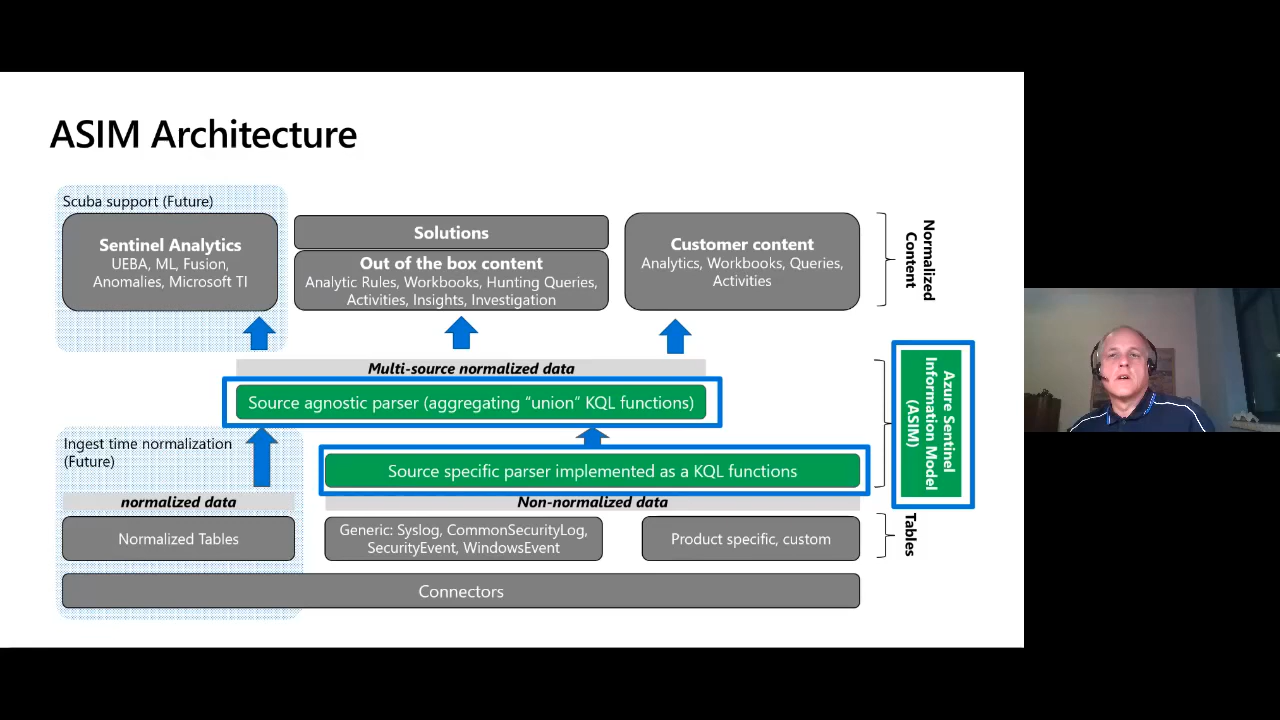 ASIM Architecture
Scuba support (Future)
Sentinel Analytics
UEBA, ML, Fusion,
Anomalies, Microsoft TI
Solutions
Out of the box content
Analytic Rules, Workbooks, Hunting Queries,
Activities, Insights, Investigation
Customer content
Analytics, Workbooks, Queries,
Activities
Normalized
Content
Multi-source normalized data
Source agnostic parser (aggregating “union” KQL functions)
Azure Sentinel
Information Model
(ASIM)
Ingest time normalization
(Future)
Source specific parser implemented as a KQL functions
normalized data
Non-normalized data
Normalized Tables
Generic: Syslog, CommonSecurityLog,
SecurityEvent, WindowsEvent
Product specific, custom
Tables
Connectors